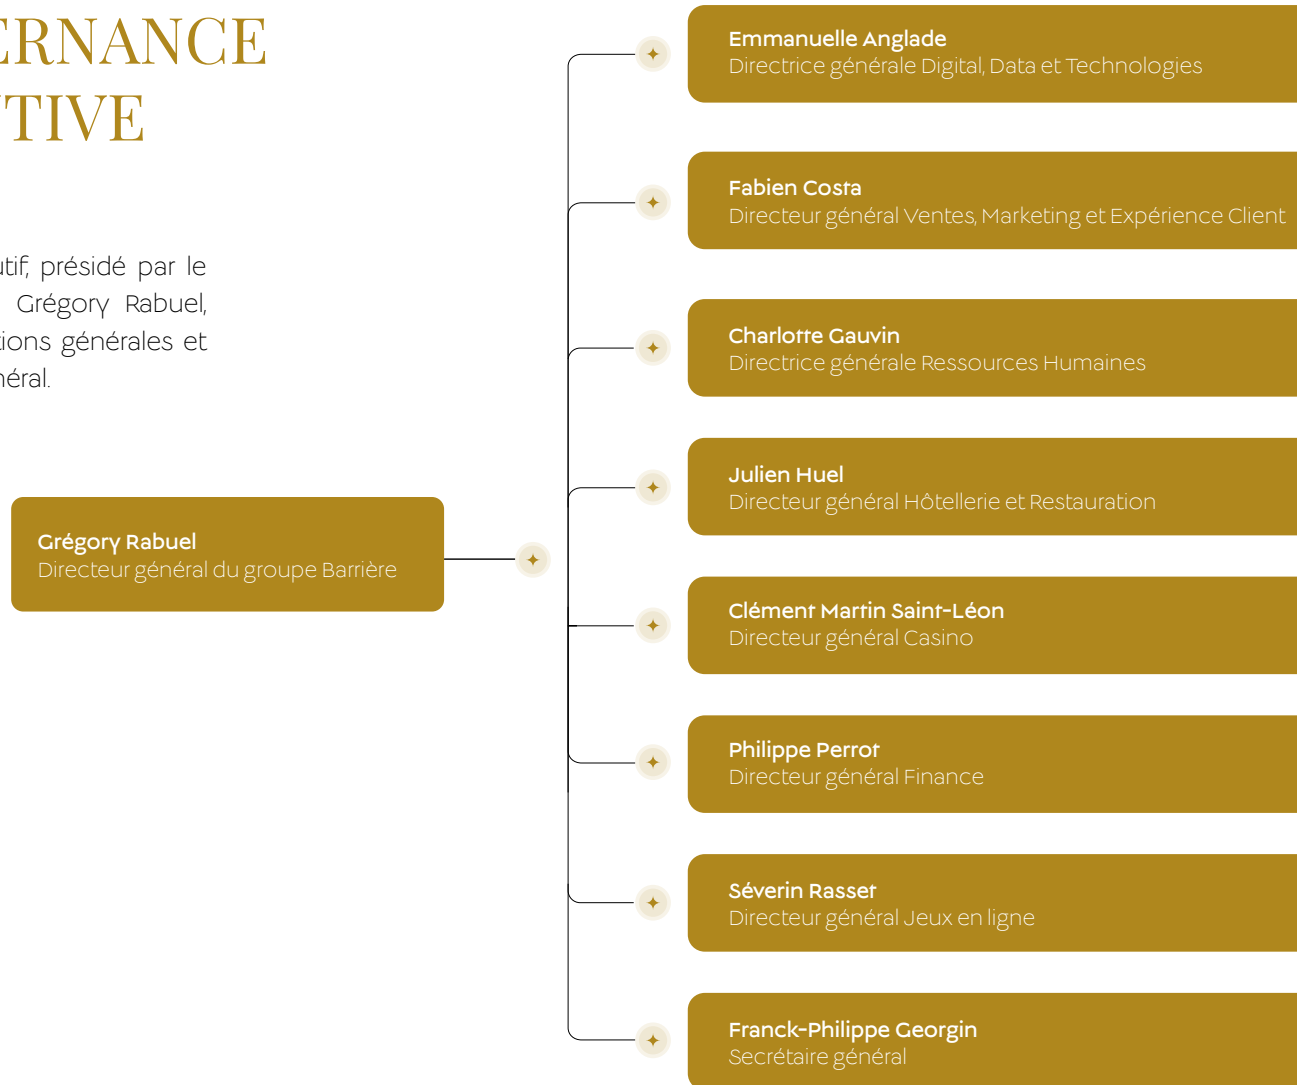 ERNANCE
TIVE
utif, présidé par le
Grégory Rabuel,
tions générales et
néral.
Grégory Rabuel
Directeur général du groupe Barrière
Emmanuelle Anglade
Directrice générale Digital, Data et Technologies
Fabien Costa
Directeur général Ventes, Marketing et Expérience Client
Charlotte Gauvin
Directrice générale Ressources Humaines
Julien Huel
Directeur général Hôtellerie et Restauration
Clément Martin Saint-Léon
Directeur général Casino
Philippe Perrot
Directeur général Finance
Séverin Rasset
Directeur général Jeux en ligne
Franck-Philippe Georgin
Secrétaire général